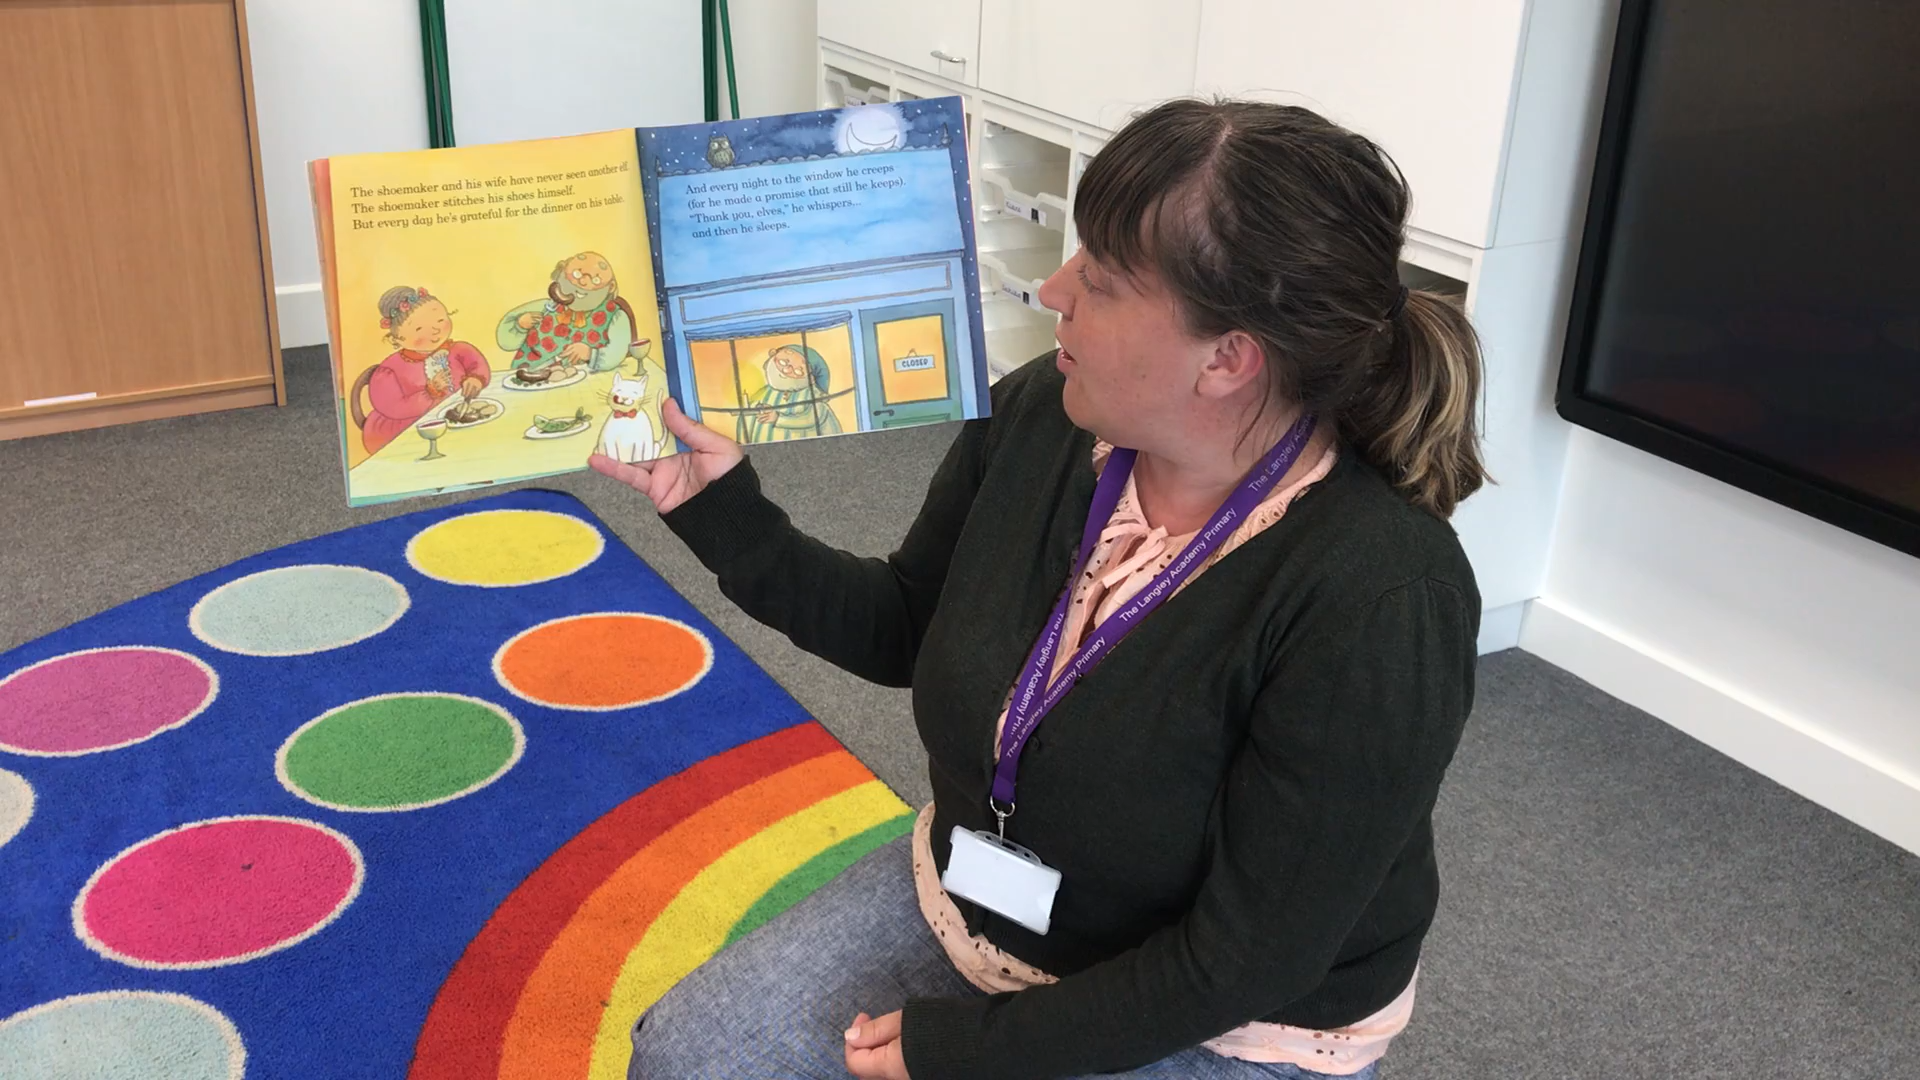 The shoemaker and his wife have never seen another elf.
The shoemaker stitches his shoes himself.
But every day he's grateful for the dinner on his table.
And every night to the window he creeps
(for he made a promise that still he keeps).
"Thank you, elves," he whispers...
and then he sleeps.
CLOSED
The Langley Academy Primary
The Langley Academy Primary
The Langley